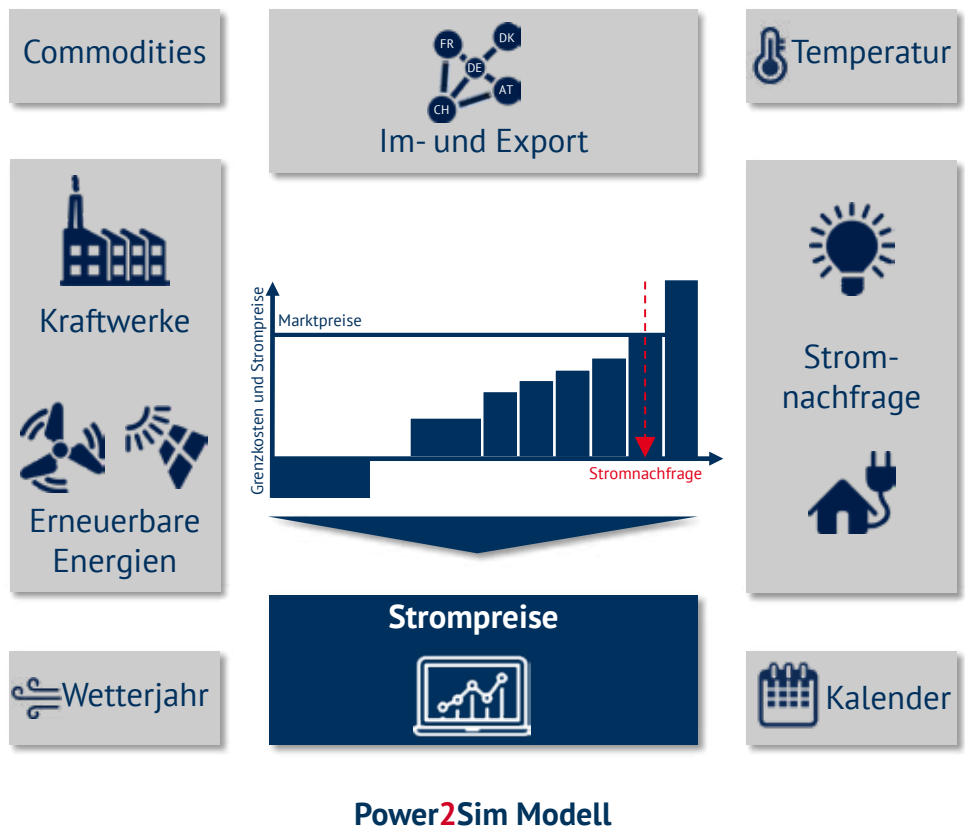 Commodities
FR
DK
DE
AT
CH
Im- und Export
Temperatur
Kraftwerke
Erneuerbare
Energien
Grenzkosten und Strompreise
Marktpreise
Stromnachfrage
Strom-
nachfrage
Strompreise
Wetterjahr
Kalender
Power2Sim Modell